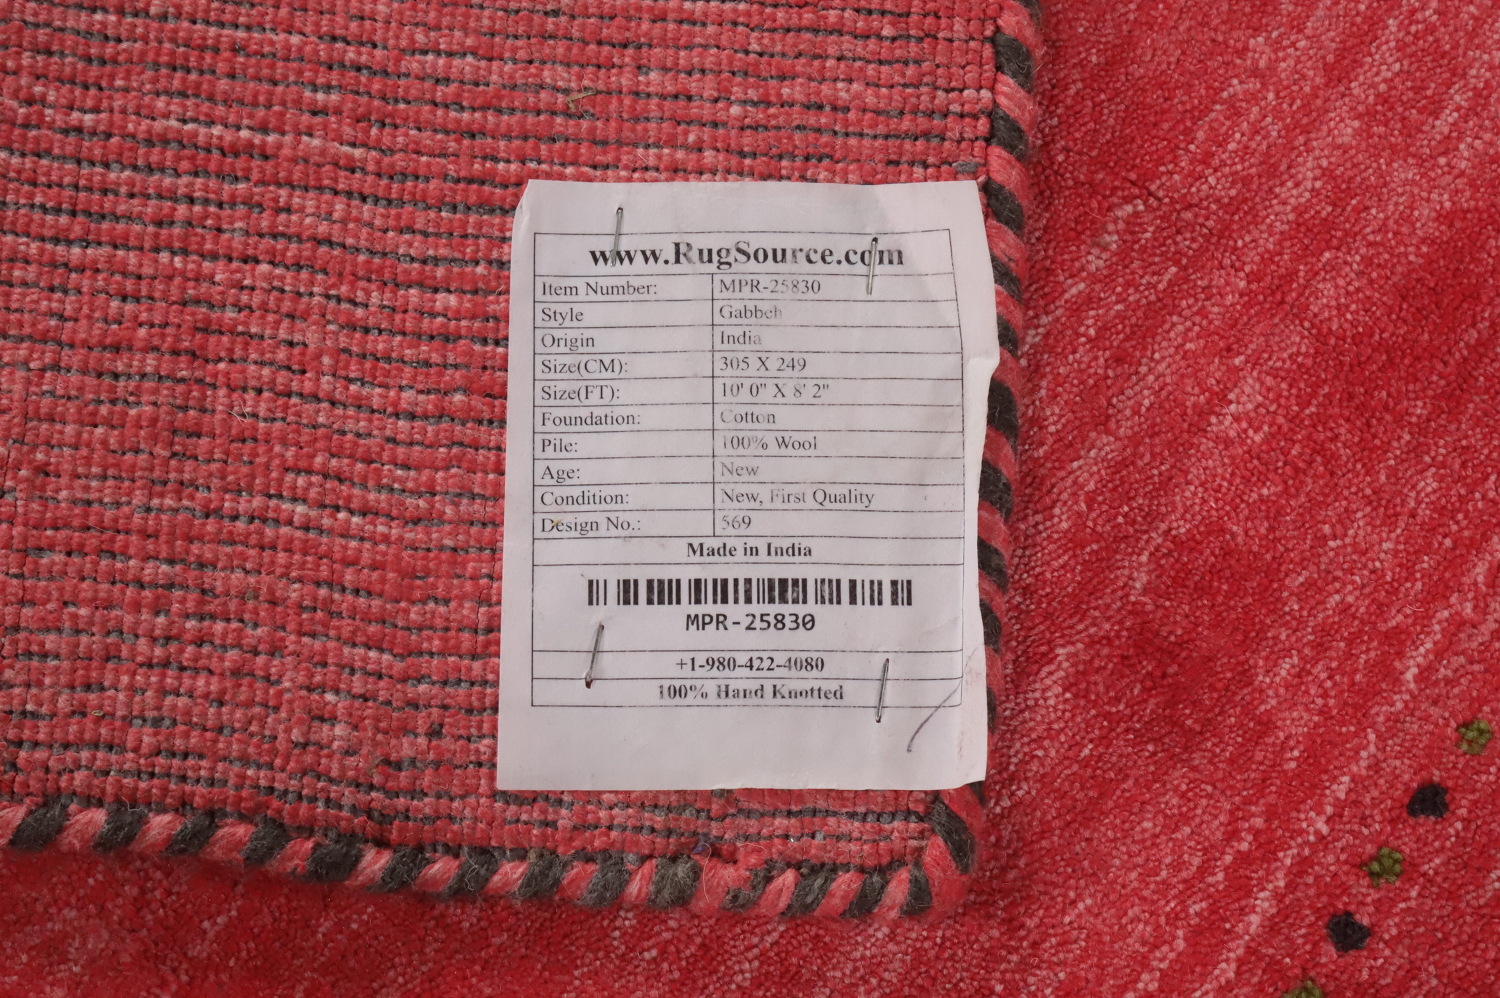 www.RugSource.com
Item Number: MPR-25830
Style Gabbeh
Origin India
Size(CM): 305 X 249
Size(FT): 10' 0" X 8' 2"
Foundation: Cotton
Pile: 100% Wool
Age: New
Condition: New, First Quality
Design No.: 569
Made in India
MPR-25830
+1-980-422-4080
100% Hand Knotted